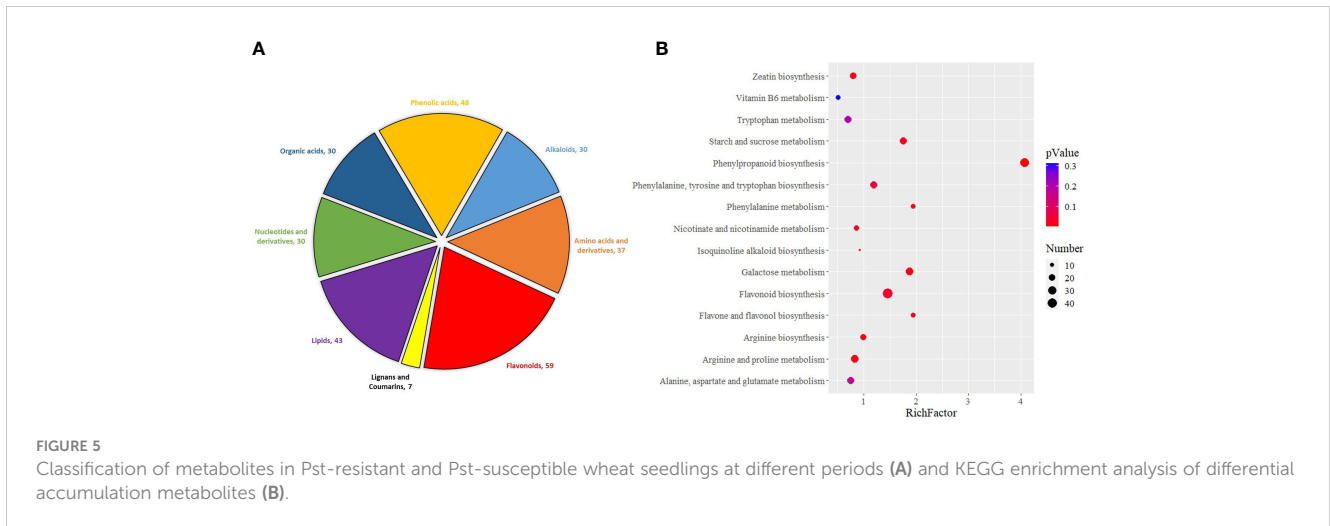 A
Phenolic acids, 48
Alkaloids, 30
Organic acids, 30
Amino acids and
derivatives, 37
Nucleotides and
derivatives, 30
Lipids, 43
Lignans and
Coumarins, 7
Flavonoids, 59
B
Zeatin biosynthesis
Vitamin B6 metabolism
Tryptophan metabolism
Starch and sucrose metabolism
Phenylpropanoid biosynthesis
Phenylalanine, tyrosine and tryptophan biosynthesis
Phenylalanine metabolism
Nicotinate and nicotinamide metabolism
Isoquinoline alkaloid biosynthesis
Galactose metabolism
Flavonoid biosynthesis
Flavone and flavonol biosynthesis
Arginine biosynthesis
Arginine and proline metabolism
Alanine, aspartate and glutamate metabolism
1 2 3 4
RichFactor
pValue
0.3
0.2
0.1
Number
10
20
30
40
FIGURE 5
Classification of metabolites in Pst-resistant and Pst-susceptible wheat seedlings at different periods (A) and KEGG enrichment analysis of differential
accumulation metabolites (B).